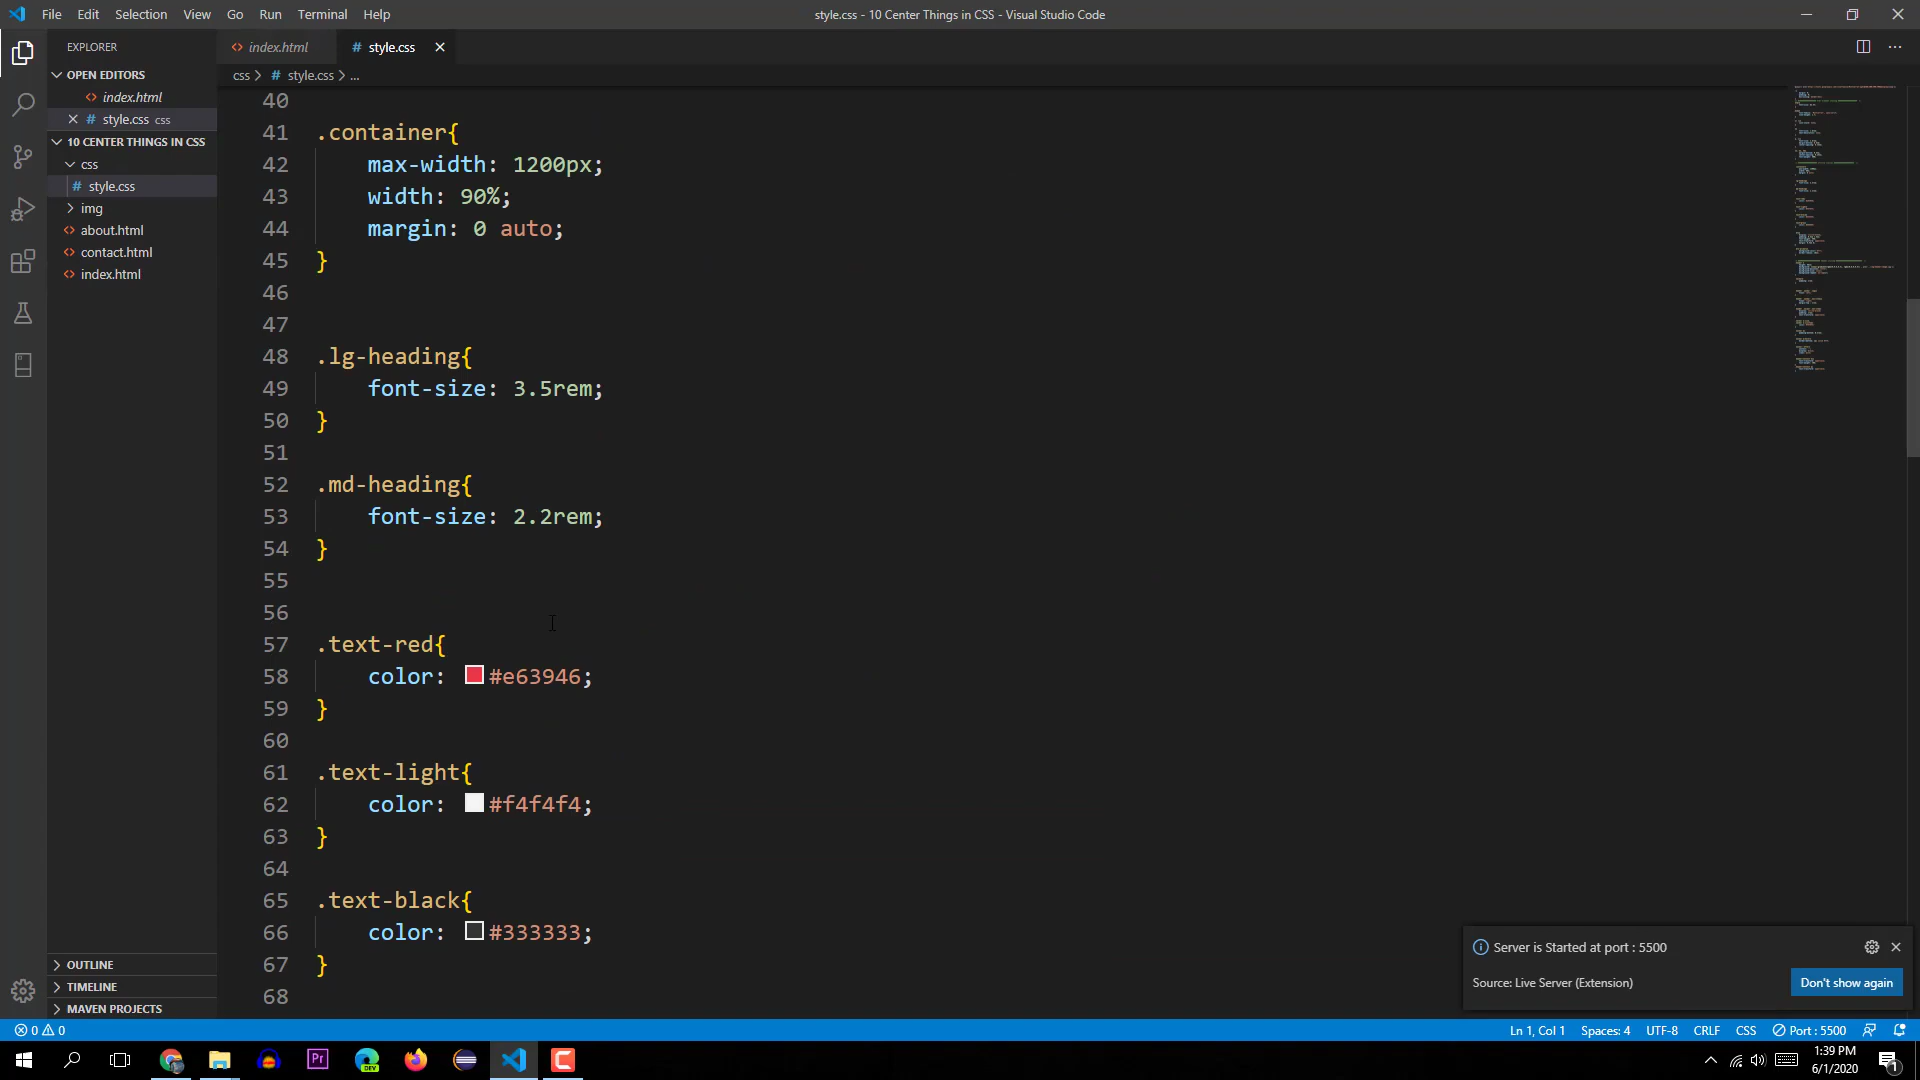 File Edit Selection View Go Run Terminal Help
style.css - 10 Center Things in CSS - Visual Studio Code
EXPLORER
OPEN EDITORS
index.html
style.css css
10 CENTER THINGS IN CSS
css
style.css
img
about.html
contact.html
index.html
OUTLINE
TIMELINE
MAVEN PROJECTS
index.html
style.css
css > style.css > ...
40
41 .container{
42 max-width: 1200px;
43 width: 90%;
44 margin: 0 auto;
45 }
46
47
48 .lg-heading{
49 font-size: 3.5rem;
50 }
51
52 .md-heading{
53 font-size: 2.2rem;
54 }
55
56
57 .text-red{
58 color: #e63946;
59 }
60
61 .text-light{
62 color: #f4f4f4;
63 }
64
65 .text-black{
66 color: #333333;
67 }
68
Server is Started at port : 5500
Source: Live Server (Extension)
Don't show again
0 0
Ln 1, Col 1 Spaces: 4 UTF-8 CRLF CSS Port : 5500
Pr
DEV
1:39 PM
6/1/2020
1